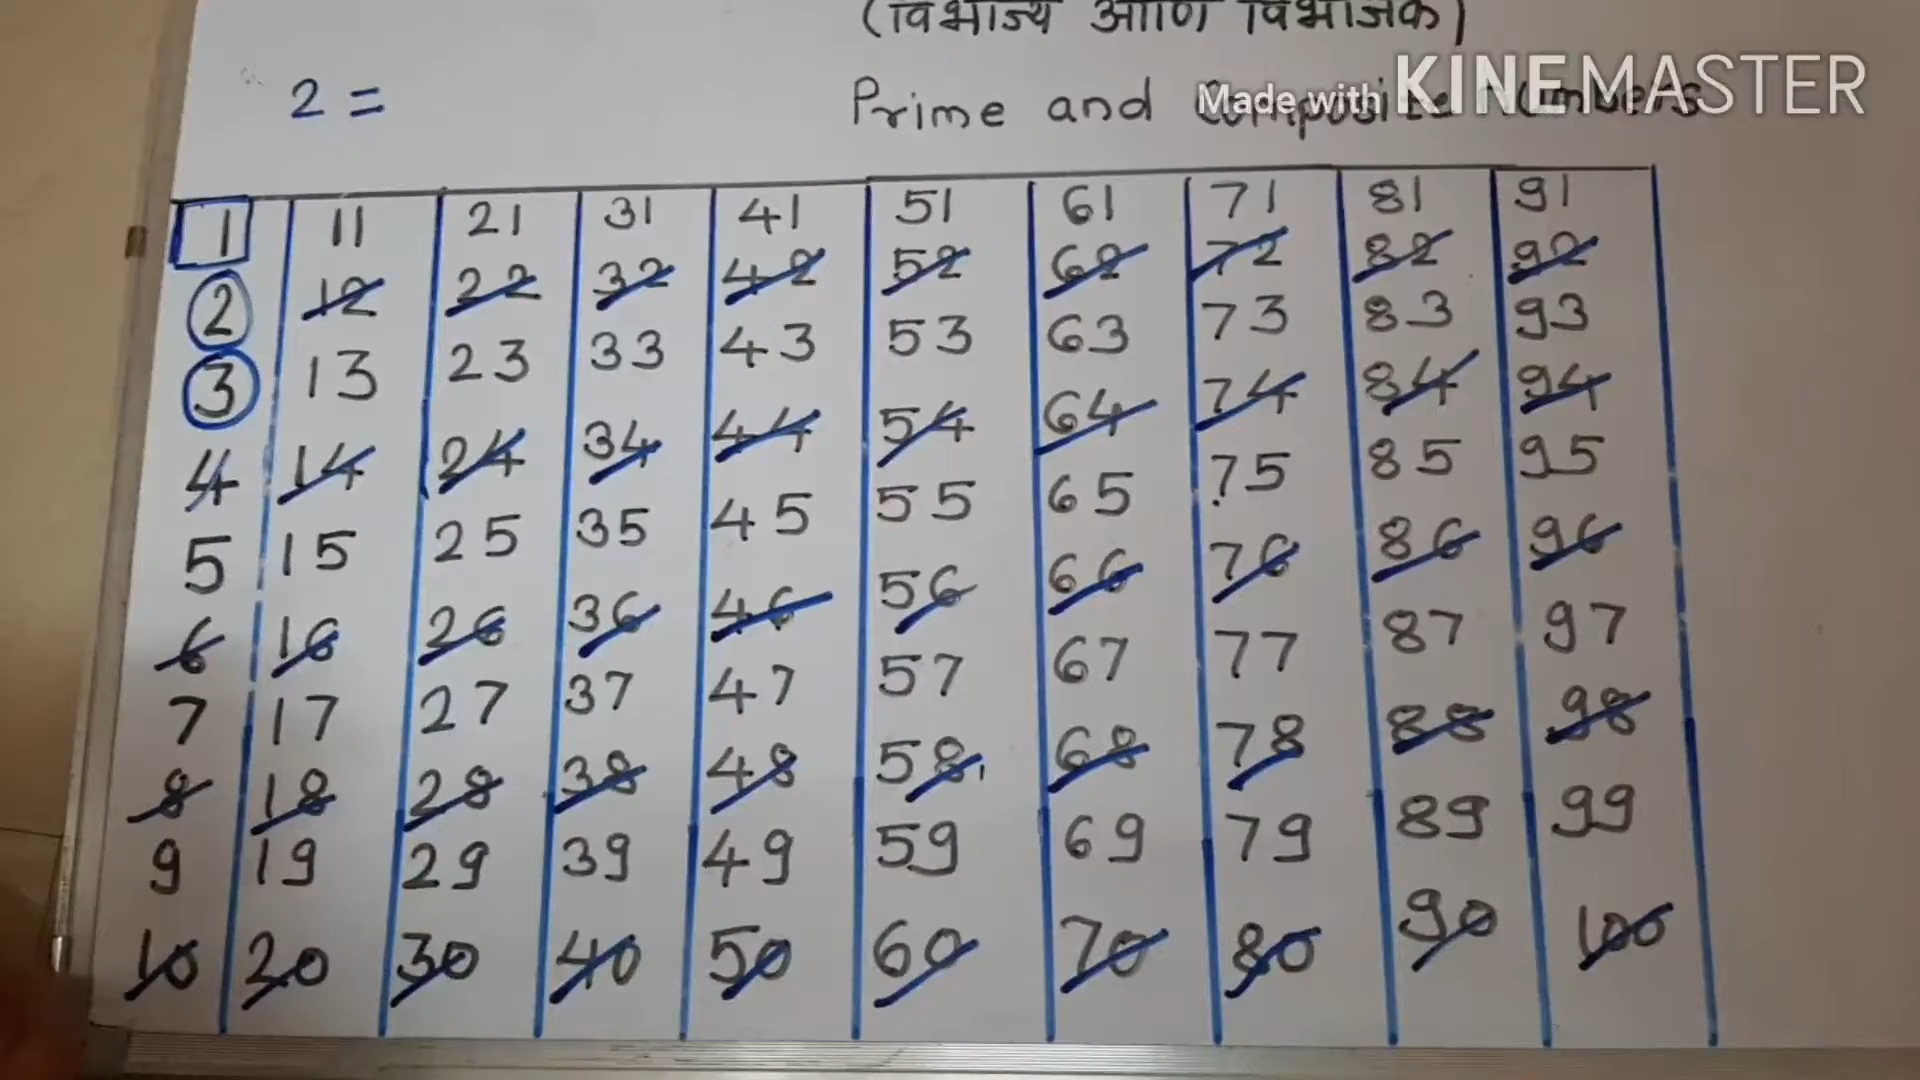 (विभाज्य आणि विभाजक)
2 =
Prime and Composite Numbers
Made with KINEMASTER
1 11 21 31 41 51 61 71 81 91
2 12 22 32 42 52 62 72 82 92
3 13 23 33 43 53 63 73 83 93
4 14 24 34 44 54 64 74 84 94
5 15 25 35 45 55 65 75 85 95
6 16 26 36 46 56 66 76 86 96
7 17 27 37 47 57 67 77 87 97
8 18 28 38 48 58 68 78 88 98
9 19 29 39 49 59 69 79 89 99
10 20 30 40 50 60 70 80 90 100